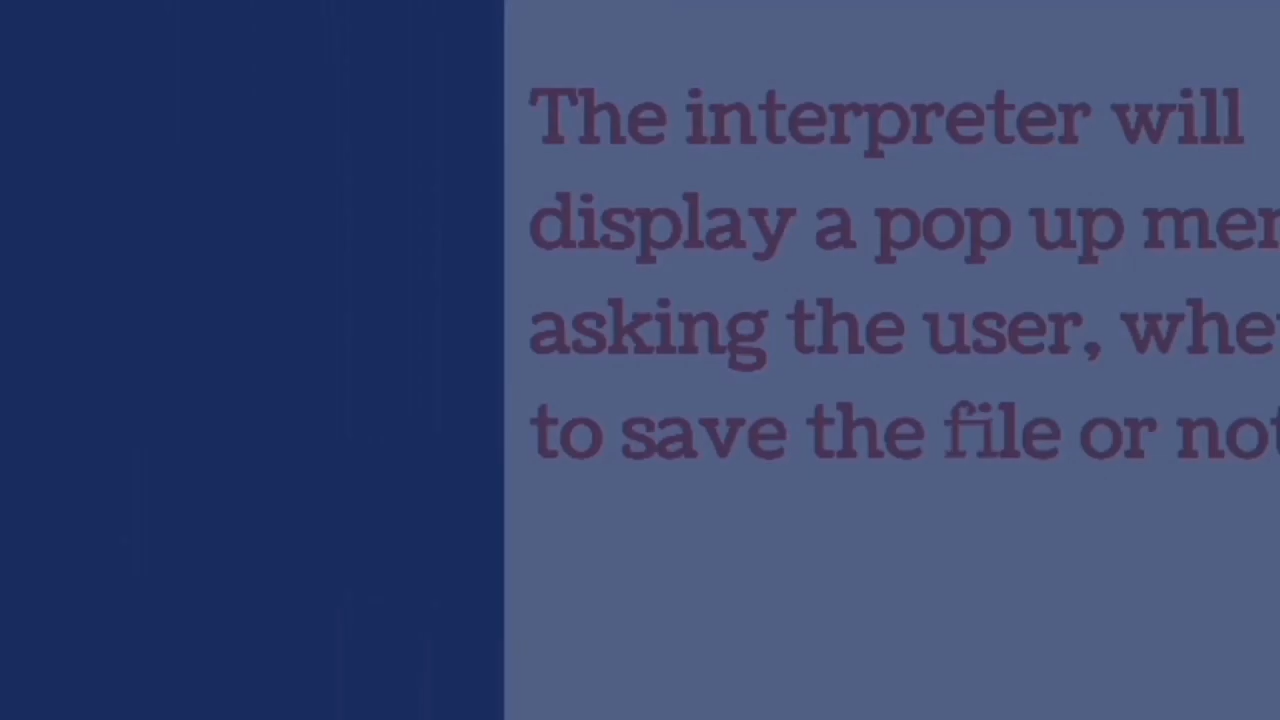 The interpreter will
display a pop up
asking the user,
to save the file or